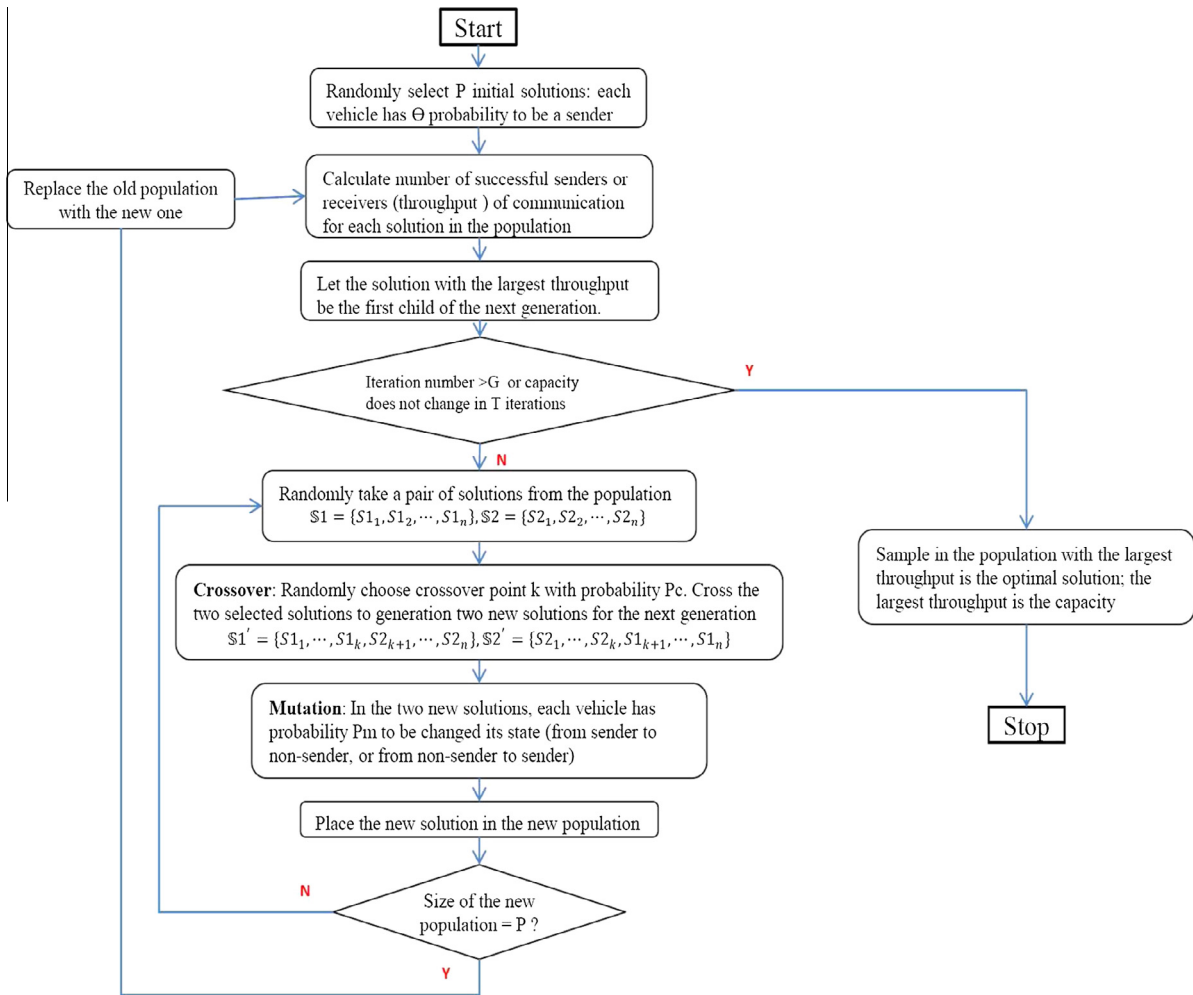 Start
Randomly select P initial solutions: each
vehicle has Ɵ probability to be a sender
Replace the old population
with the new one
Calculate number of successful senders or
receivers (throughput ) of communication
for each solution in the population
Let the solution with the largest throughput
be the first child of the next generation.
Iteration number >G or capacity
does not change in T iterations
Y
N
Randomly take a pair of solutions from the population
𝕊1 = {S1₁, S1₂, ⋯ , S1ₙ}, 𝕊2 = {S2₁, S2₂, ⋯ , S2ₙ}
Crossover: Randomly choose crossover point k with probability Pc. Cross the
two selected solutions to generation two new solutions for the next generation
𝕊1′ = {S1₁, ⋯ , S1ₖ, S2ₖ₊₁, ⋯ , S2ₙ}, 𝕊2′ = {S2₁, ⋯ , S2ₖ, S1ₖ₊₁, ⋯ , S1ₙ}
Mutation: In the two new solutions, each vehicle has
probability Pm to be changed its state (from sender to
non-sender, or from non-sender to sender)
Place the new solution in the new population
N
Size of the new
population = P ?
Y
Sample in the population with the largest
throughput is the optimal solution; the
largest throughput is the capacity
Stop